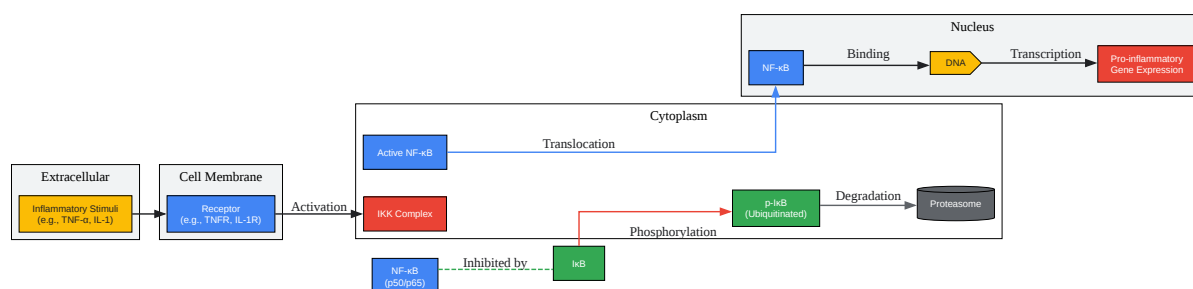 Nucleus
NF-κB
Binding
DNA
Transcription
Pro-inflammatory
Gene Expression
Cytoplasm
Active NF-κB
Translocation
Extracellular
Inflammatory Stimuli
(e.g., TNF-α, IL-1)
Cell Membrane
Receptor
(e.g., TNFR, IL-1R)
Activation
IKK Complex
p-IκB
(Ubiquitinated)
Degradation
Proteasome
Phosphorylation
NF-κB
(p50/p65)
Inhibited by
IκB